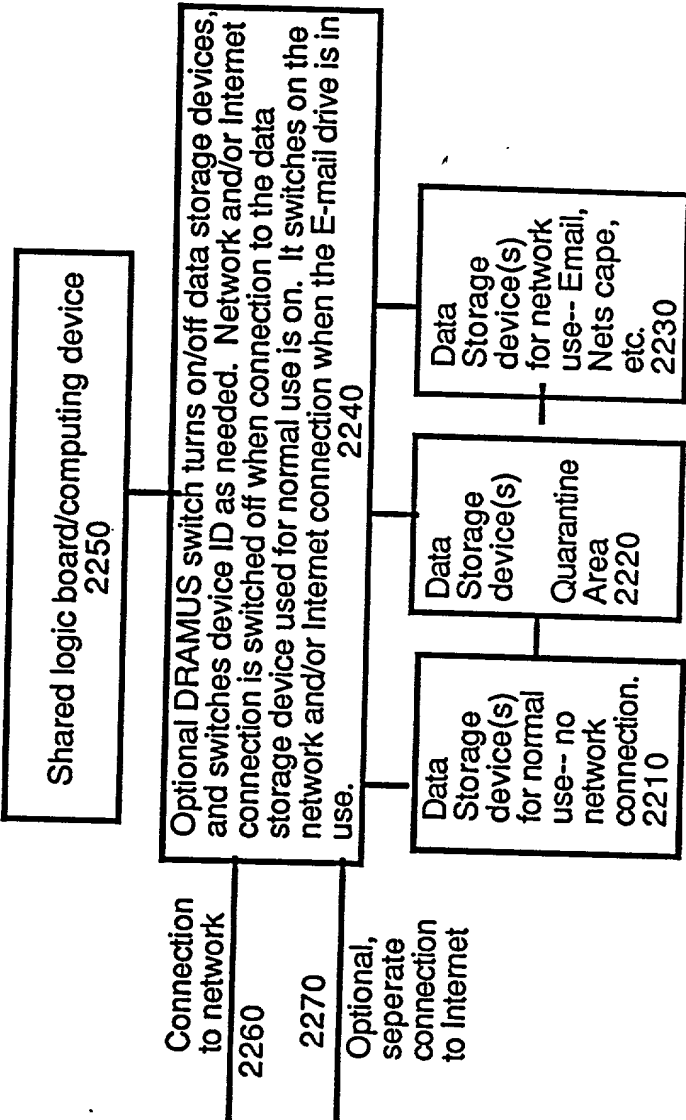 Shared logic board/computing device
2250
Optional DRAMUS switch turns on/off data storage devices,
and switches device ID as needed. Network and/or Internet
connection is switched off when connection to the data
storage device used for normal use is on. It switches on the
network and/or Internet connection when the E-mail drive is in
use.
2240
Connection
to network
2260
2270
Optional,
seperate
connection
to Internet
Data
Storage
device(s)
for normal
use-- no
network
connection.
2210
Data
Storage
device(s)
Quarantine
Area
2220
Data
Storage
device(s)
for network
use-- Email,
Nets cape,
etc.
2230